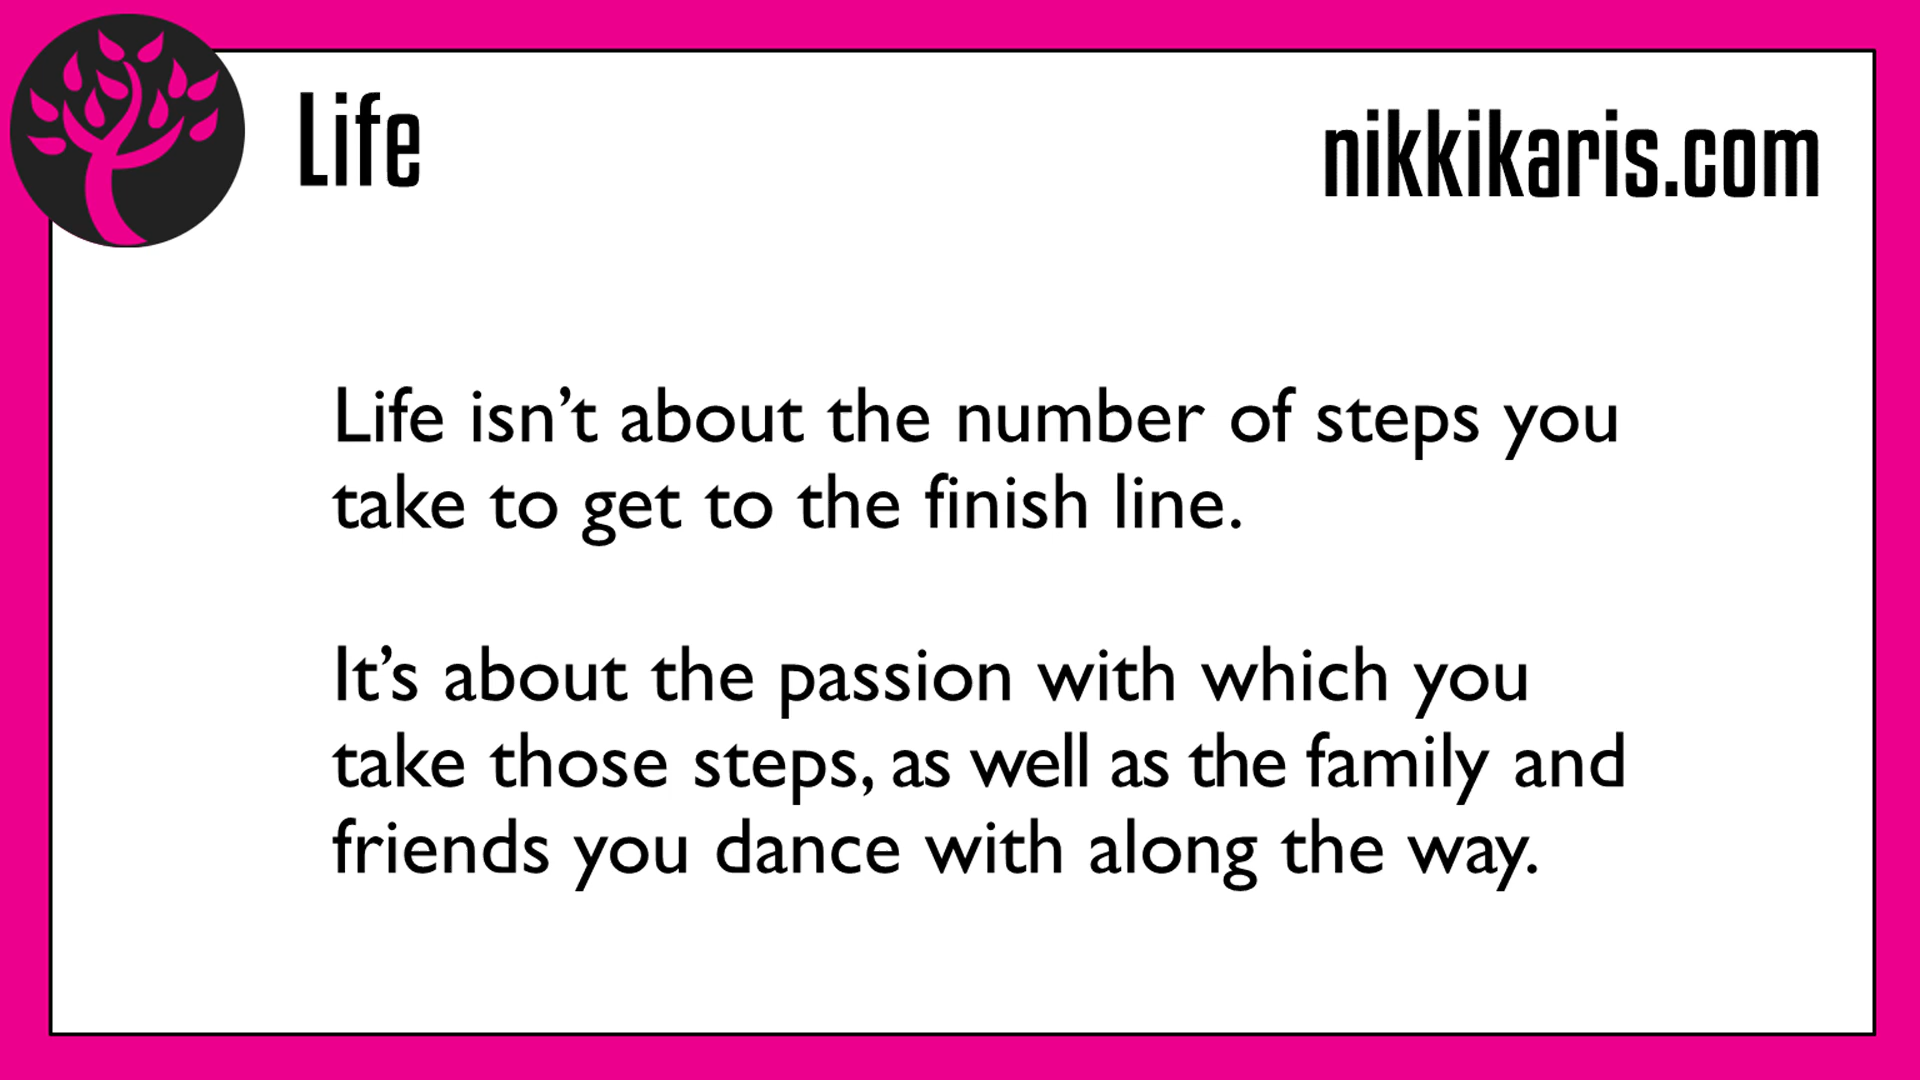 Life
nikkikaris.com
Life isn’t about the number of steps you
take to get to the finish line.
It’s about the passion with which you
take those steps, as well as the family and
friends you dance with along the way.